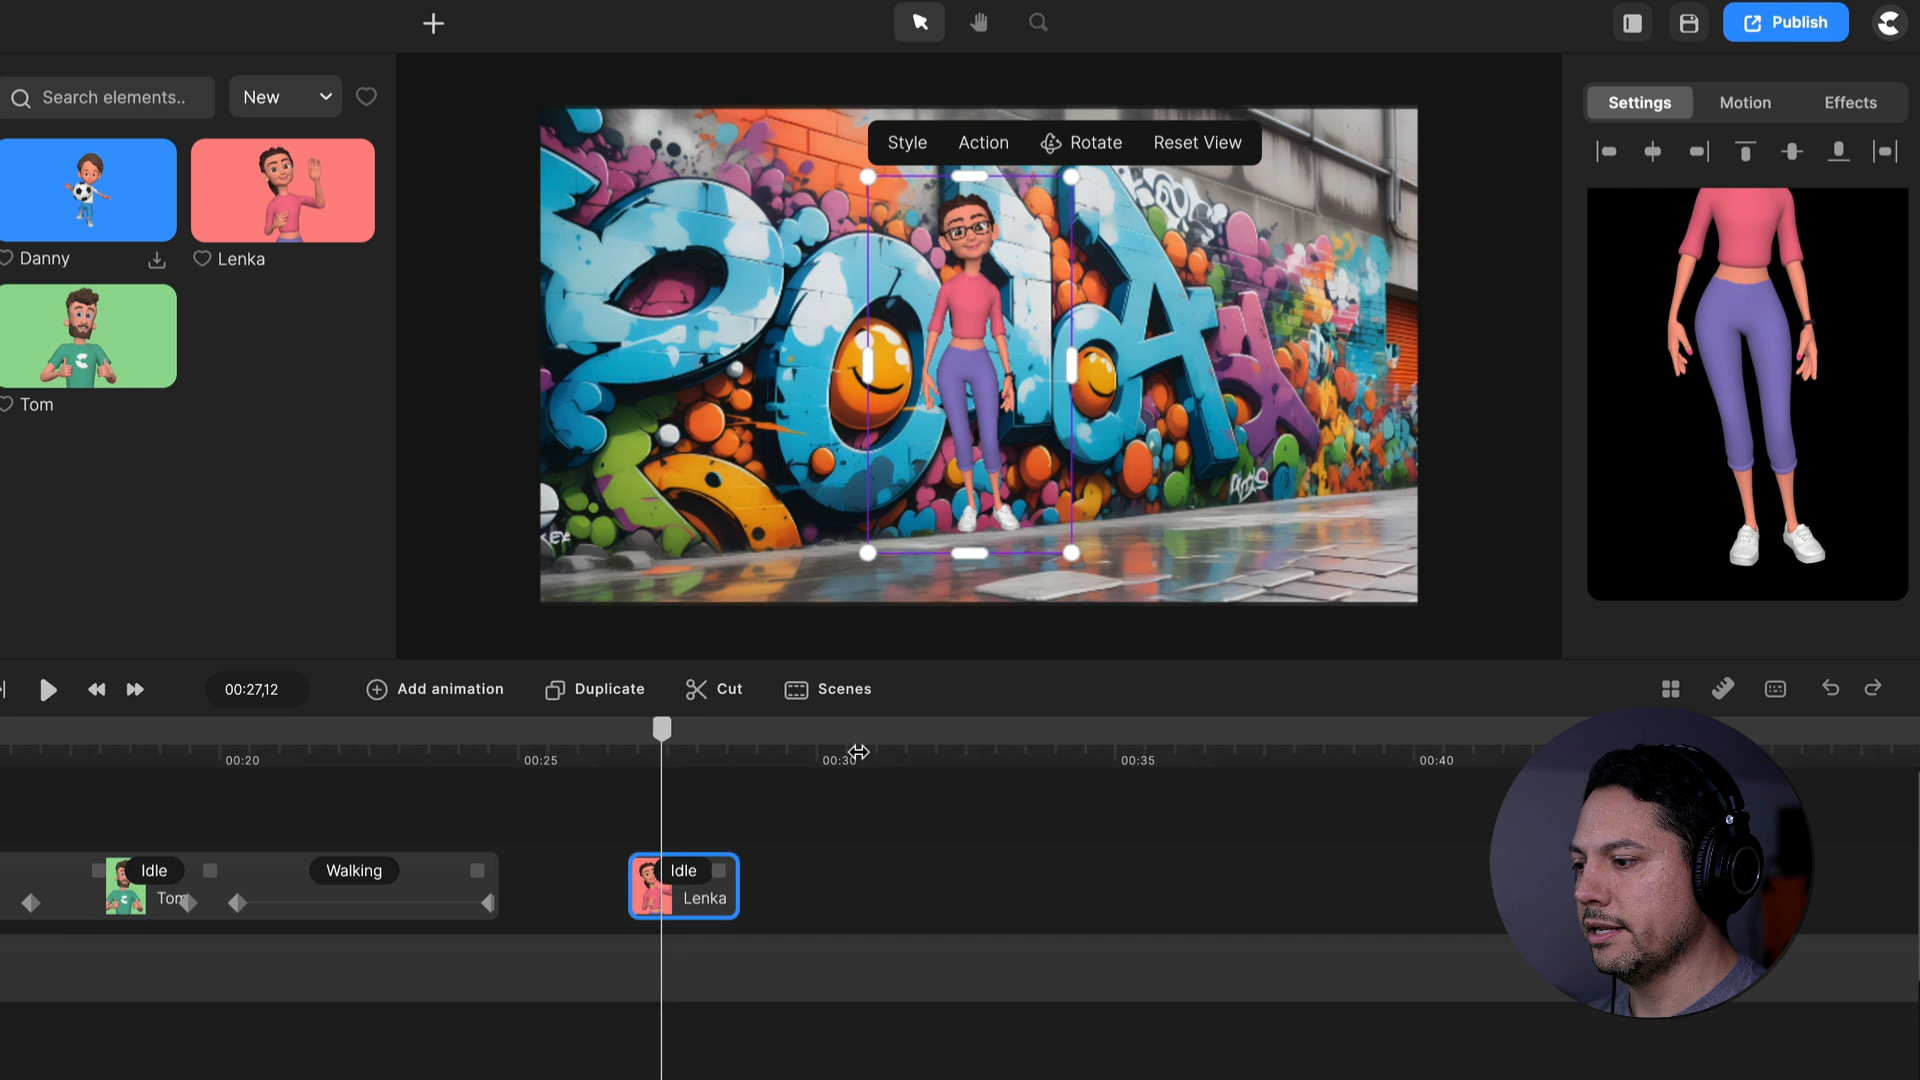 Publish
Search elements..
New
Settings
Motion
Effects
Style
Action
Rotate
Reset View
Danny
Lenka
Tom
00:27,12
Add animation
Duplicate
Cut
Scenes
00:20
00:25
00:30
00:35
00:40
Idle
Walking
Idle
Tom
Lenka